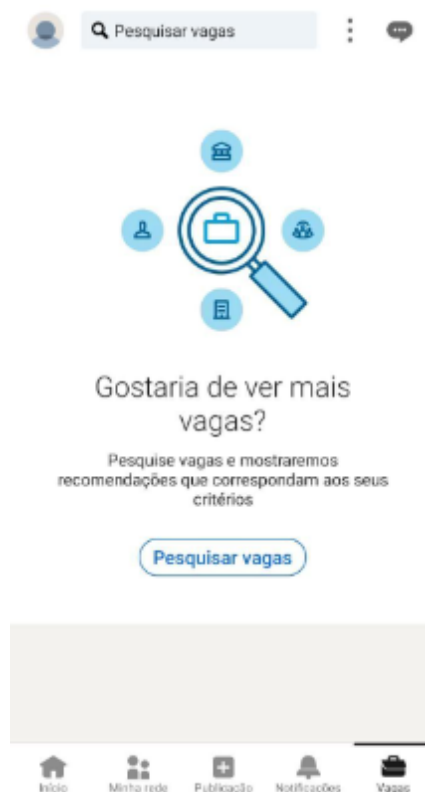 Pesquisar vagas
Gostaria de ver mais
vagas?
Pesquise vagas e mostraremos
recomendações que correspondam aos seus
critérios
Pesquisar vagas
Início
Minha rede
Publicação
Notificações
Vagas